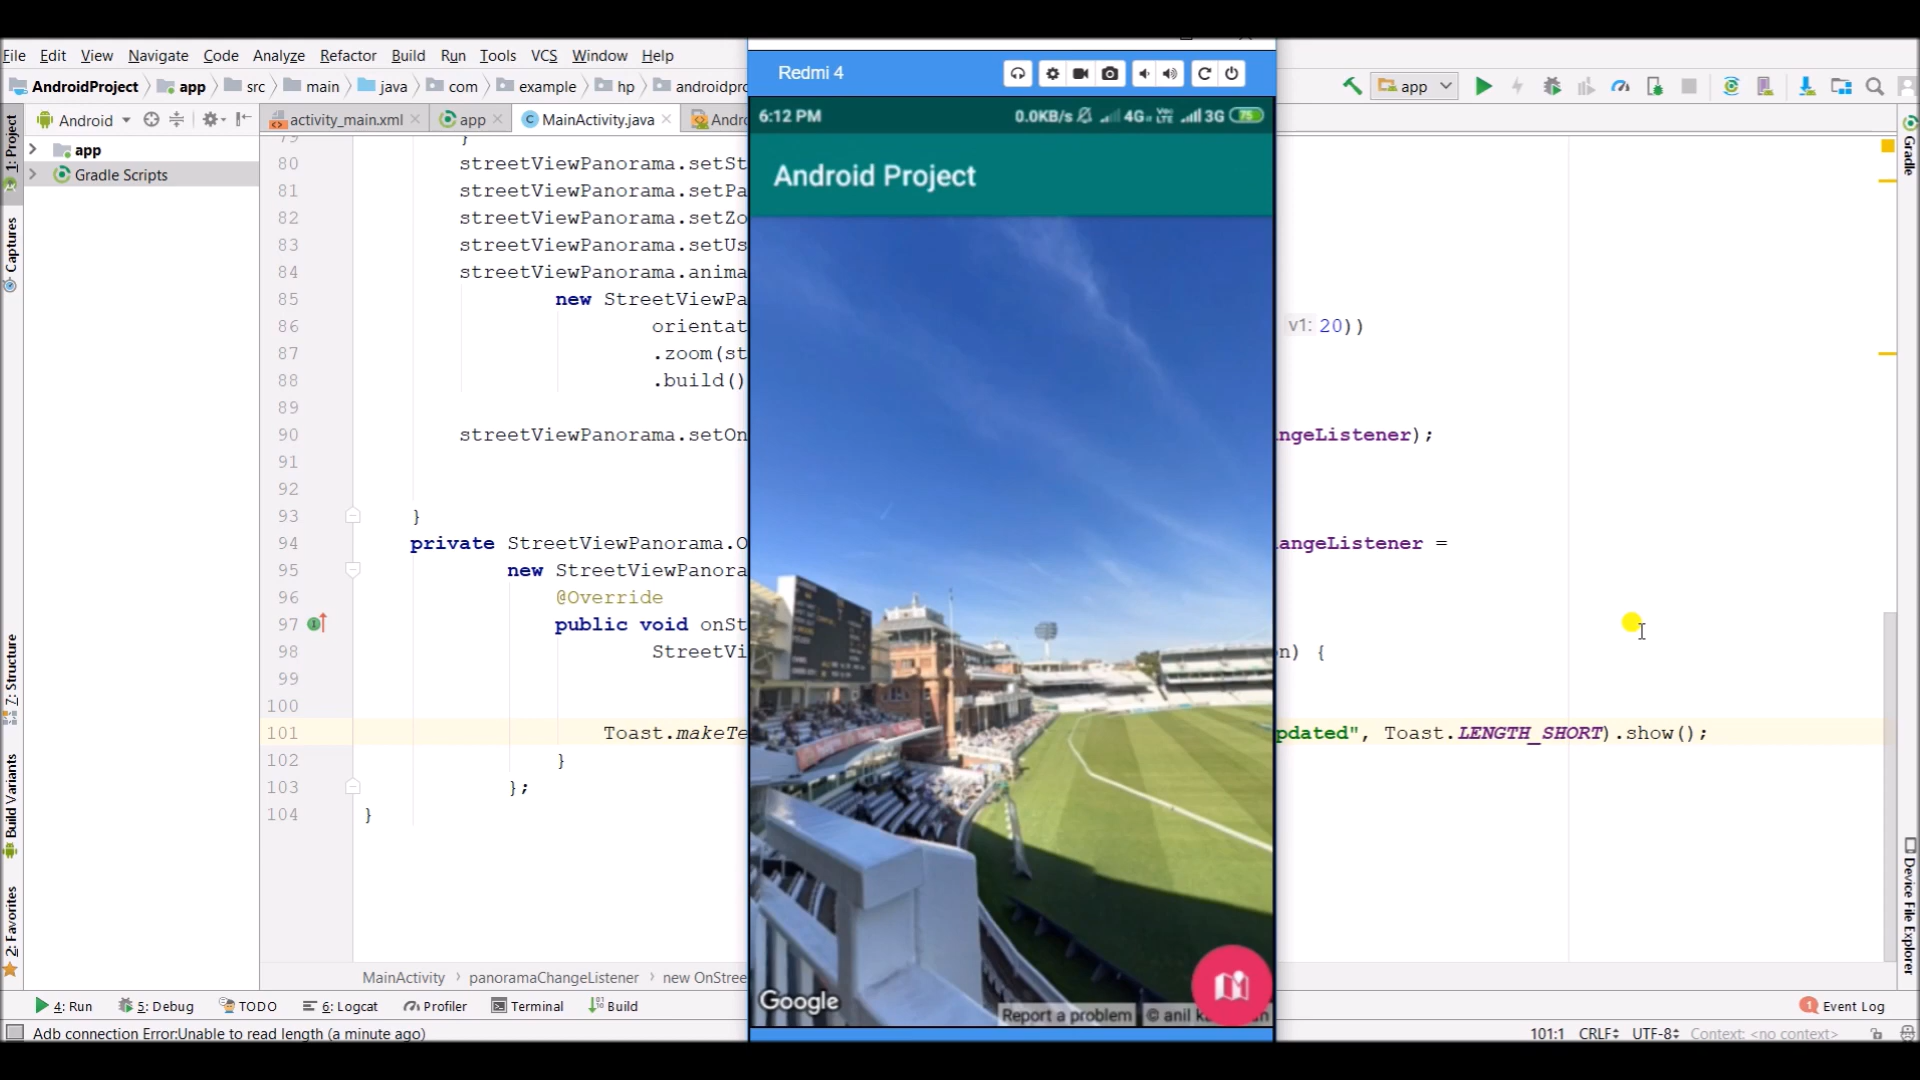 File Edit View Navigate Code Analyze Refactor Build Run Tools VCS Window Help
AndroidProject app src main java com example hp androidpro
app
Android
activity_main.xml app MainActivity.java Andro
app
Gradle Scripts
1: Project
Captures
7: Structure
Build Variants
2: Favorites
79 }
80 streetViewPanorama.setSt
81 streetViewPanorama.setPa
82 streetViewPanorama.setZo
83 streetViewPanorama.setUs
84 streetViewPanorama.anima
85 new StreetViewPa
86 orientat v1: 20))
87 .zoom(st
88 .build()
89
90 streetViewPanorama.setOn ngeListener);
91
92
93 }
94 private StreetViewPanorama.O angeListener =
95 new StreetViewPanora
96 @Override
97 public void onSt
98 StreetVi n) {
99
100
101 Toast.makeTe pdated", Toast.LENGTH_SHORT).show();
102 }
103 };
104 }
Redmi 4
6:12 PM 0.0KB/s 4G 3G 75
Android Project
Google
Report a problem © anil
Gradle
Device File Explorer
MainActivity panoramaChangeListener new OnStree
4: Run 5: Debug TODO 6: Logcat Profiler Terminal Build 1 Event Log
Adb connection Error:Unable to read length (a minute ago) 101:1 CRLF UTF-8 Context: <no context>